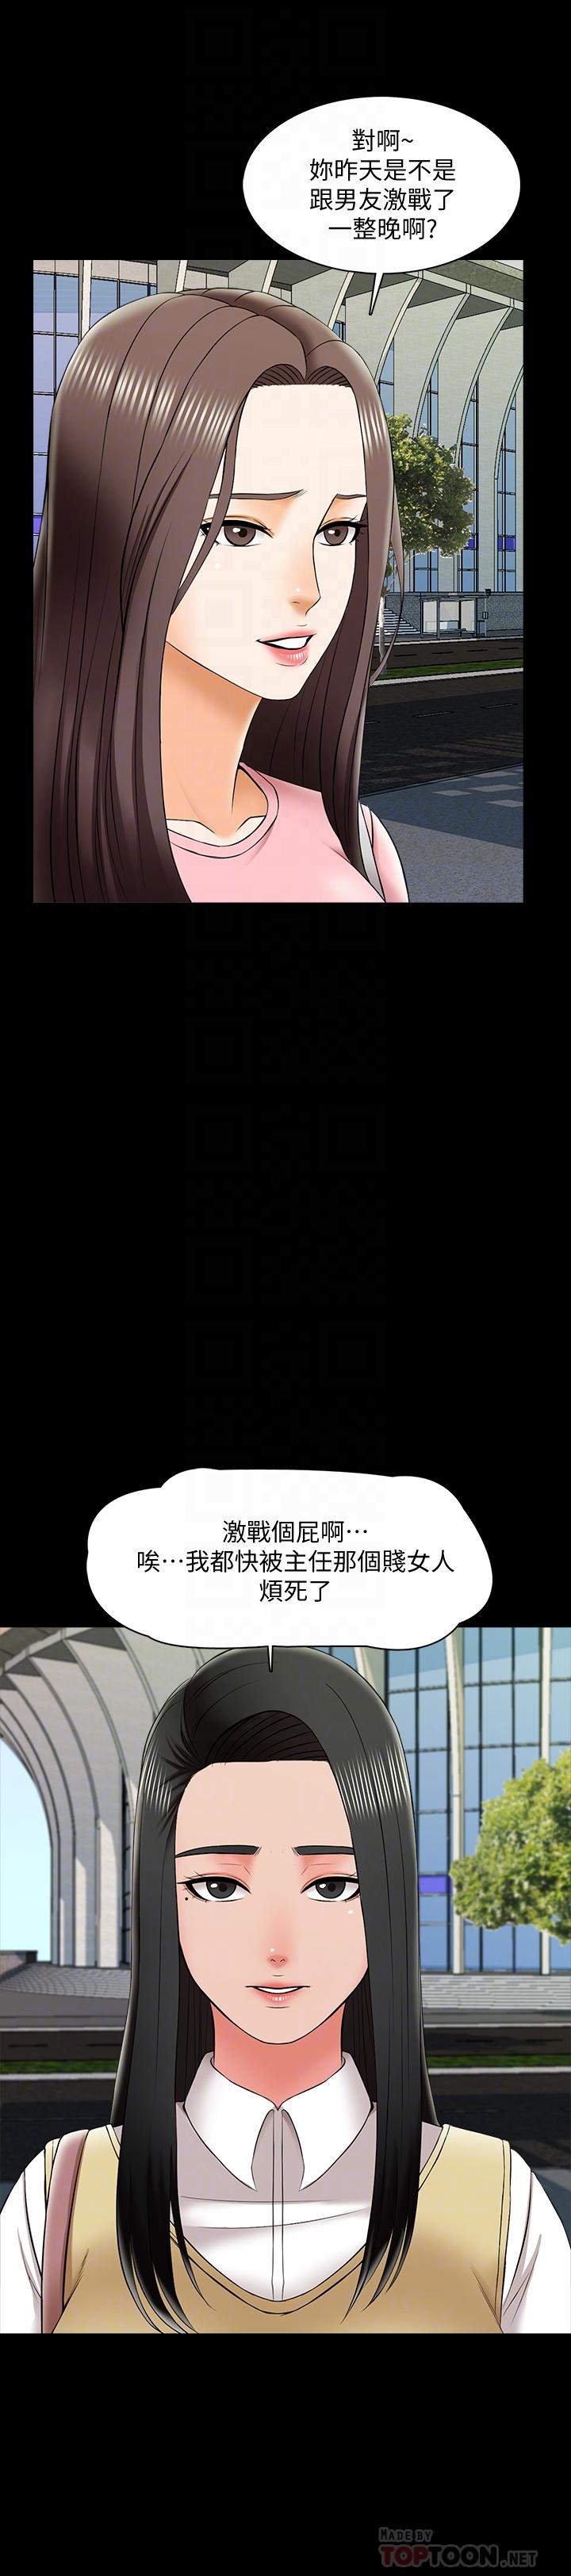 對啊~
妳昨天是不是
跟男友激戰了
一整晚啊?
激戰個屁啊⋯
唉⋯我都快被主任那個賤女人
煩死了
MADE BY
TOPTOON.NET